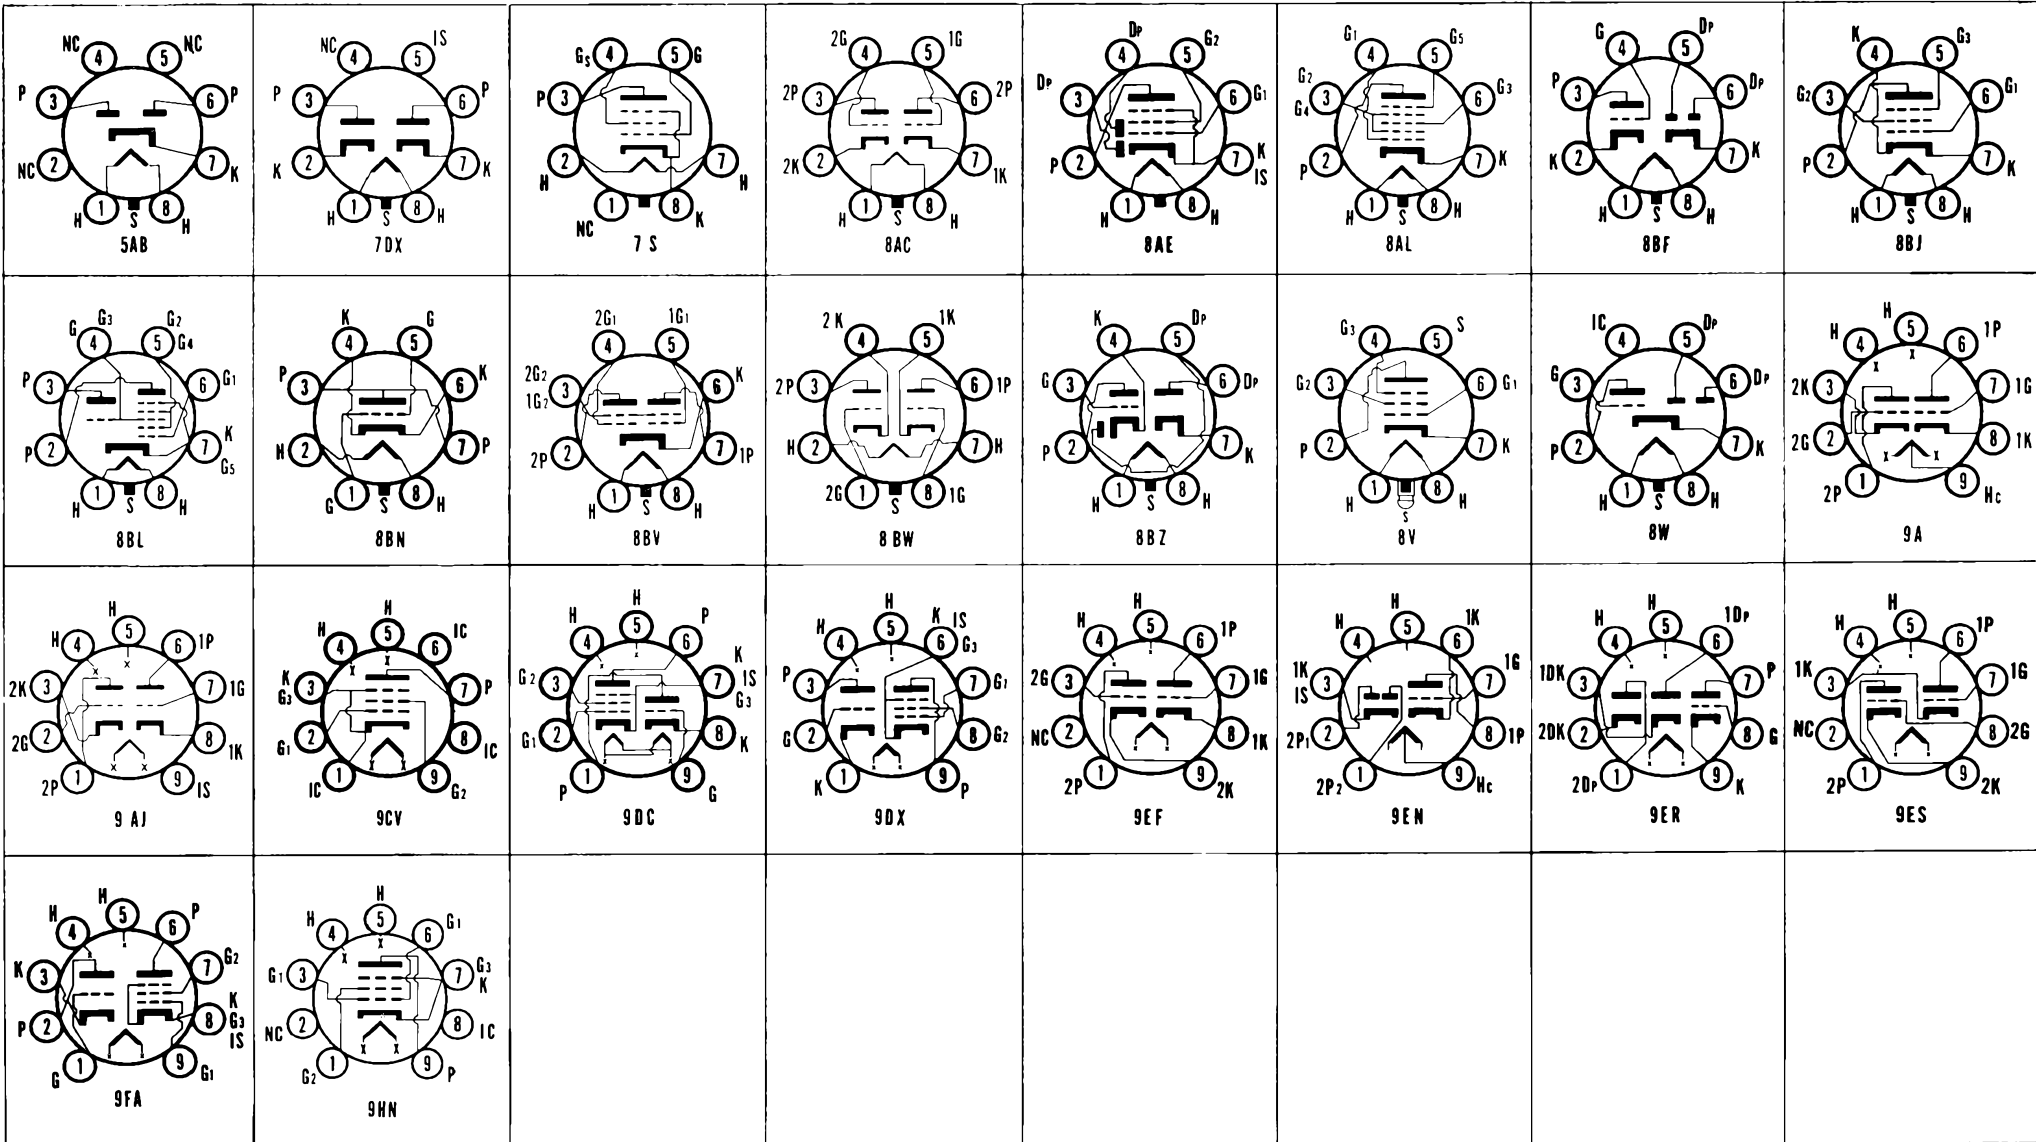 NC 4 5 NC
P 3 6 P
NC 2 7 K
H 1 S 8 H
5AB
NC 4 5 IS
P 3 6 P
K 2 7 K
H 1 S 8 H
7DX
GS 4 5 G
P 3 6
H 2 7 H
NC 1 8 K
7S
2G 4 5 1G
2P 3 6 2P
2K 2 7 1K
H 1 S 8 H
8AC
DP 4 5 G2
DP 3 6 G1
P 2 7 K IS
H 1 8 H
8AE
G1 4 5 G5
G2 G4 3 6 G3
P 2 7 K
H 1 S 8 H
8AL
G 4 5 DP
P 3 6 DP
K 2 7 K
H 1 S 8 H
8BF
K 4 5 G3
G2 3 6 G1
P 2 7 K
H 1 S 8 H
8BJ
G G3 4 5 G2 G4
P 3 6 G1
P 2 7 K G5
H 1 S 8 H
8BL
K 4 5 G
P 3 6 K
H 2 7 P
G 1 S 8 H
8BN
2G1 4 5 1G1
2G2 1G2 3 6 K
2P 2 7 1P
H 1 S 8 H
8BV
2K 4 5 1K
2P 3 6 1P
H 2 7 H
2G 1 S 8 1G
8BW
K 4 5 DP
G 3 6 DP
P 2 7 K
H 1 S 8 H
8BZ
G3 4 5 S
G2 3 6 G1
P 2 7 K
H 1 8 H
S
8V
IC 4 5 DP
G 3 6 DP
P 2 7 K
H 1 S 8 H
8W
H 4 H 5 6 1P
2K 3 X X 7 1G
2G 2 8 1K
X X
2P 1 9 HC
9A
H 4 H 5 6 1P
2K 3 X X 7 1G
2G 2 8 1K
2P 1 X X 9 IS
9AJ
H 4 H 5 6 IC
K G3 3 X X 7 P
G1 2 8 IC
IC 1 X X 9 G2
9CV
H 4 H 5 6 P
G2 3 X X 7 K IS G3
G1 2 8 K
P 1 X X 9 G
9DC
H 4 H 5 6 K IS G3
P 3 7 G1
G 2 8 G2
K 1 9 P
9DX
H 4 H 5 6 1P
2G 3 7 1G
NC 2 8 1K
2P 1 9 2K
9EF
H 4 H 5 6 1K
1K IS 3 7 1G
2P1 2 8 1P
2P2 1 9 HC
9EN
H 4 H 5 6 1DP
1DK 3 7 P
2DK 2 8 G
2DP 1 9 K
9ER
H 4 H 5 6 1P
1K 3 7 1G
NC 2 8 2G
2P 1 9 2K
9ES
H 4 H 5 6 P
K 3 7 G2
P 2 8 K G3 IS
G 1 9 G1
9FA
H 4 H 5 6 G1
G1 3 X X 7 G3 K
NC 2 8 IC
G2 1 X X 9 P
9HN